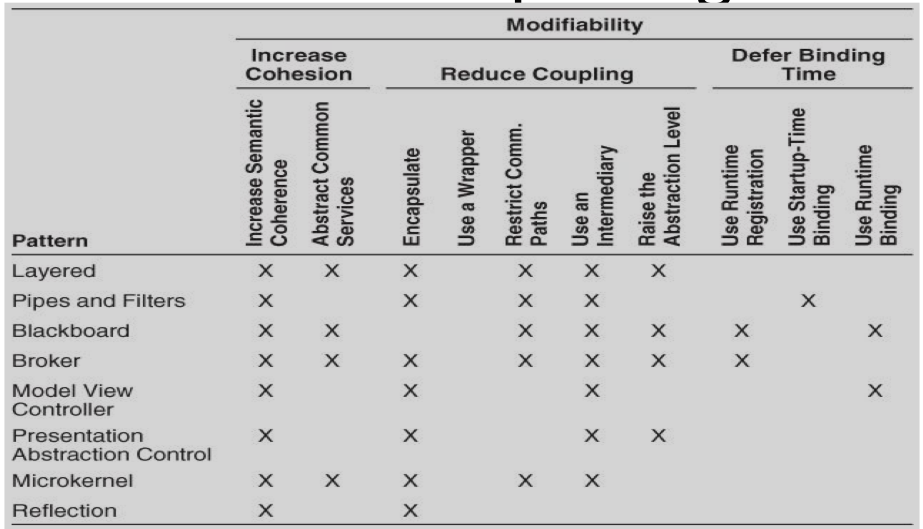 Modifiability
Increase Cohesion
Reduce Coupling
Defer Binding Time
Pattern
Increase Semantic Coherence
Abstract Common Services
Encapsulate
Use a Wrapper
Restrict Comm. Paths
Use an Intermediary
Raise the Abstraction Level
Use Runtime Registration
Use Startup-Time Binding
Use Runtime Binding
Layered X X X X X X
Pipes and Filters X X X X X
Blackboard X X X X X X X
Broker X X X X X X X
Model View Controller X X X X
Presentation Abstraction Control X X X X
Microkernel X X X X X
Reflection X X